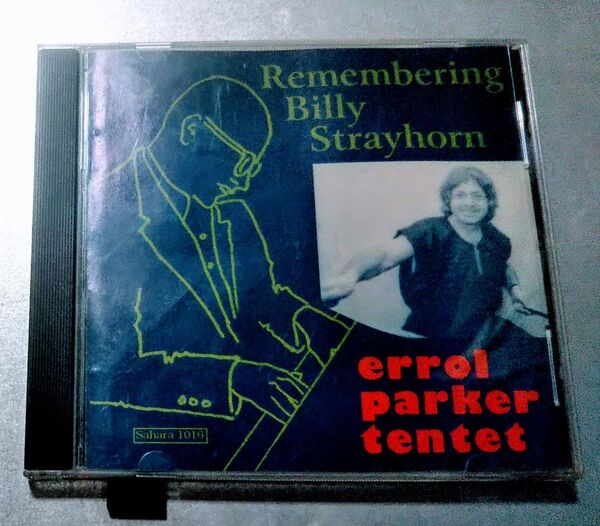 Remembering
Billy
Strayhorn
errol
parker
tentet
Sahara 1016